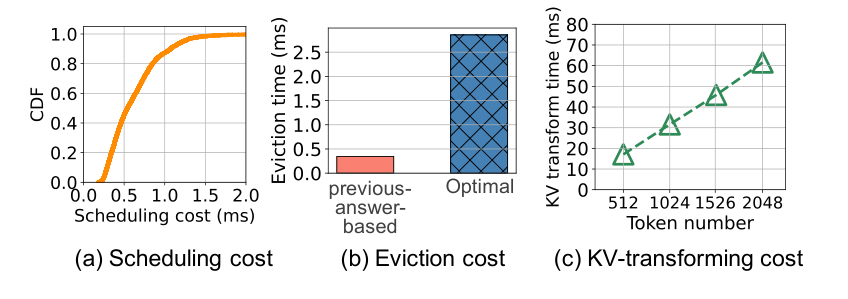 CDF
1.0
0.8
0.6
0.4
0.2
0.0
0.0 0.5 1.0 1.5 2.0
Scheduling cost (ms)
(a) Scheduling cost
Eviction time (ms)
2.5
2.0
1.5
1.0
0.5
0.0
previous-
answer-
based
Optimal
(b) Eviction cost
KV transform time (ms)
80
70
60
50
40
30
20
10
0
512 1024 1526 2048
Token number
(c) KV-transforming cost